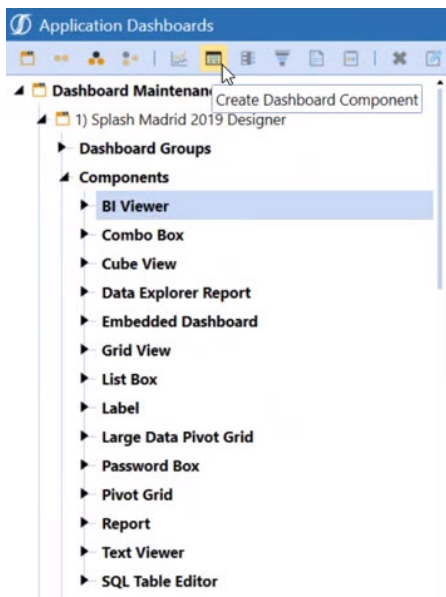 Application Dashboards
Dashboard Maintenan
Create Dashboard Component
1) Splash Madrid 2019 Designer
Dashboard Groups
Components
BI Viewer
Combo Box
Cube View
Data Explorer Report
Embedded Dashboard
Grid View
List Box
Label
Large Data Pivot Grid
Password Box
Pivot Grid
Report
Text Viewer
SQL Table Editor